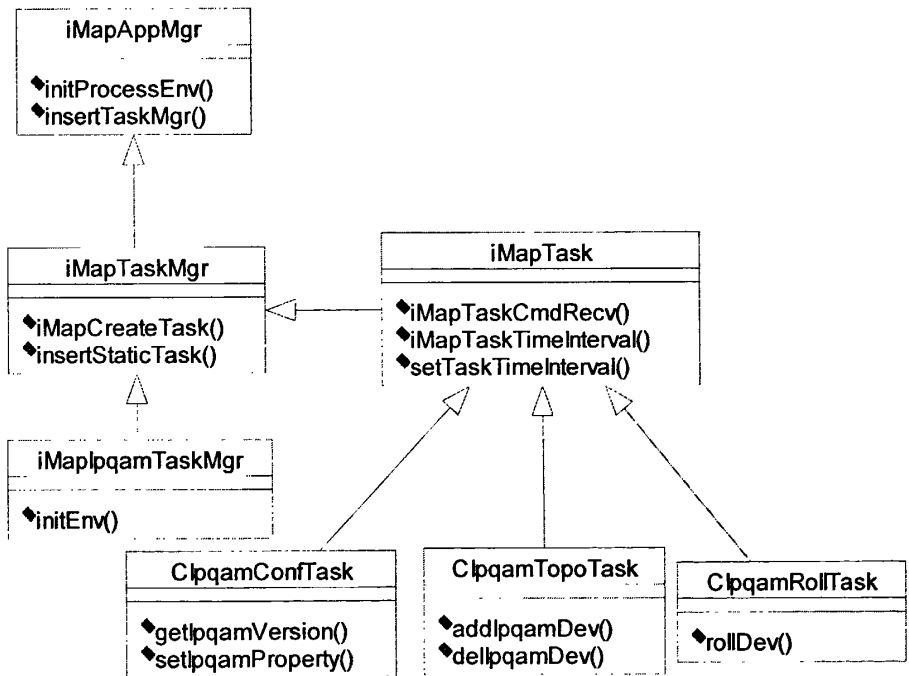 iMapAppMgr
initProcessEnv()
insertTaskMgr()
iMapTaskMgr
iMapCreateTask()
insertStaticTask()
iMapTask
iMapTaskCmdRecv()
iMapTaskTimeInterval()
setTaskTimeInterval()
iMapIpqamTaskMgr
initEnv()
CIpqamConfTask
getIpqamVersion()
setIpqamProperty()
CIpqamTopoTask
addIpqamDev()
delIpqamDev()
CIpqamRollTask
rollDev()